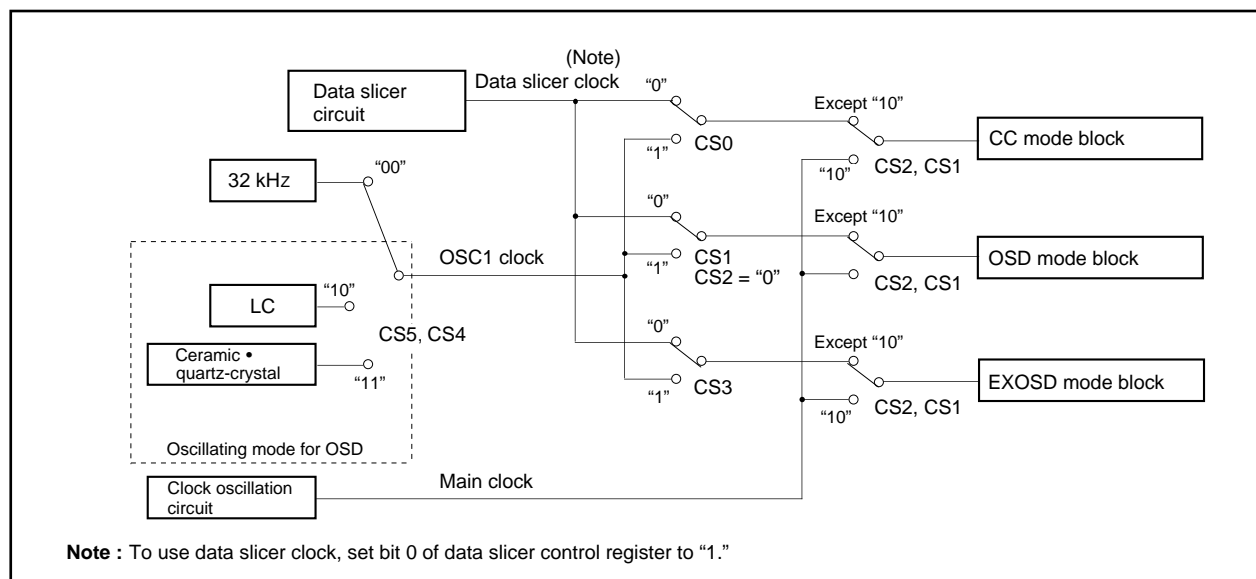 (Note)
Data slicer clock
Data slicer
circuit
“0”
“1”
CS0
Except “10”
“10”
CS2, CS1
CC mode block
32 kHz
“00”
“0”
“1”
CS1
CS2 = “0”
Except “10”
CS2, CS1
OSD mode block
OSC1 clock
“10”
LC
CS5, CS4
Ceramic •
quartz-crystal
“11”
“0”
“1”
CS3
Except “10”
“10”
CS2, CS1
EXOSD mode block
Oscillating mode for OSD
Clock oscillation
circuit
Main clock
Note : To use data slicer clock, set bit 0 of data slicer control register to “1.”